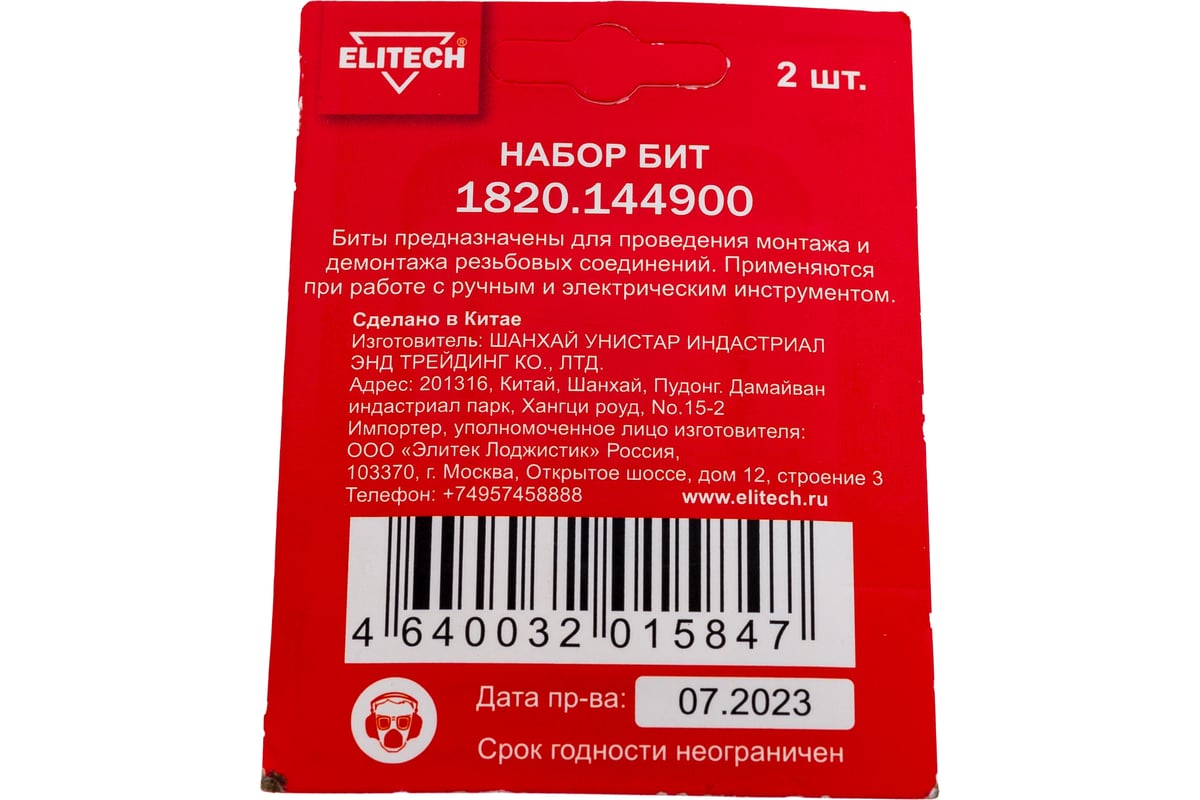 ELITECH®
2 шт.
НАБОР БИТ
1820.144900
Биты предназначены для проведения монтажа и
демонтажа резьбовых соединений. Применяются
при работе с ручным и электрическим инструментом.
Сделано в Китае
Изготовитель: ШАНХАЙ УНИСТАР ИНДАСТРИАЛ
ЭНД ТРЕЙДИНГ КО., ЛТД.
Адрес: 201316, Китай, Шанхай, Пудонг. Дамайван
индастриал парк, Хангци роуд, No.15-2
Импортер, уполномоченное лицо изготовителя:
ООО «Элитек Лоджистик» Россия,
103370, г. Москва, Открытое шоссе, дом 12, строение 3
Телефон: +74957458888 www.elitech.ru
4 640032 015847
Дата пр-ва: 07.2023
Срок годности неограничен